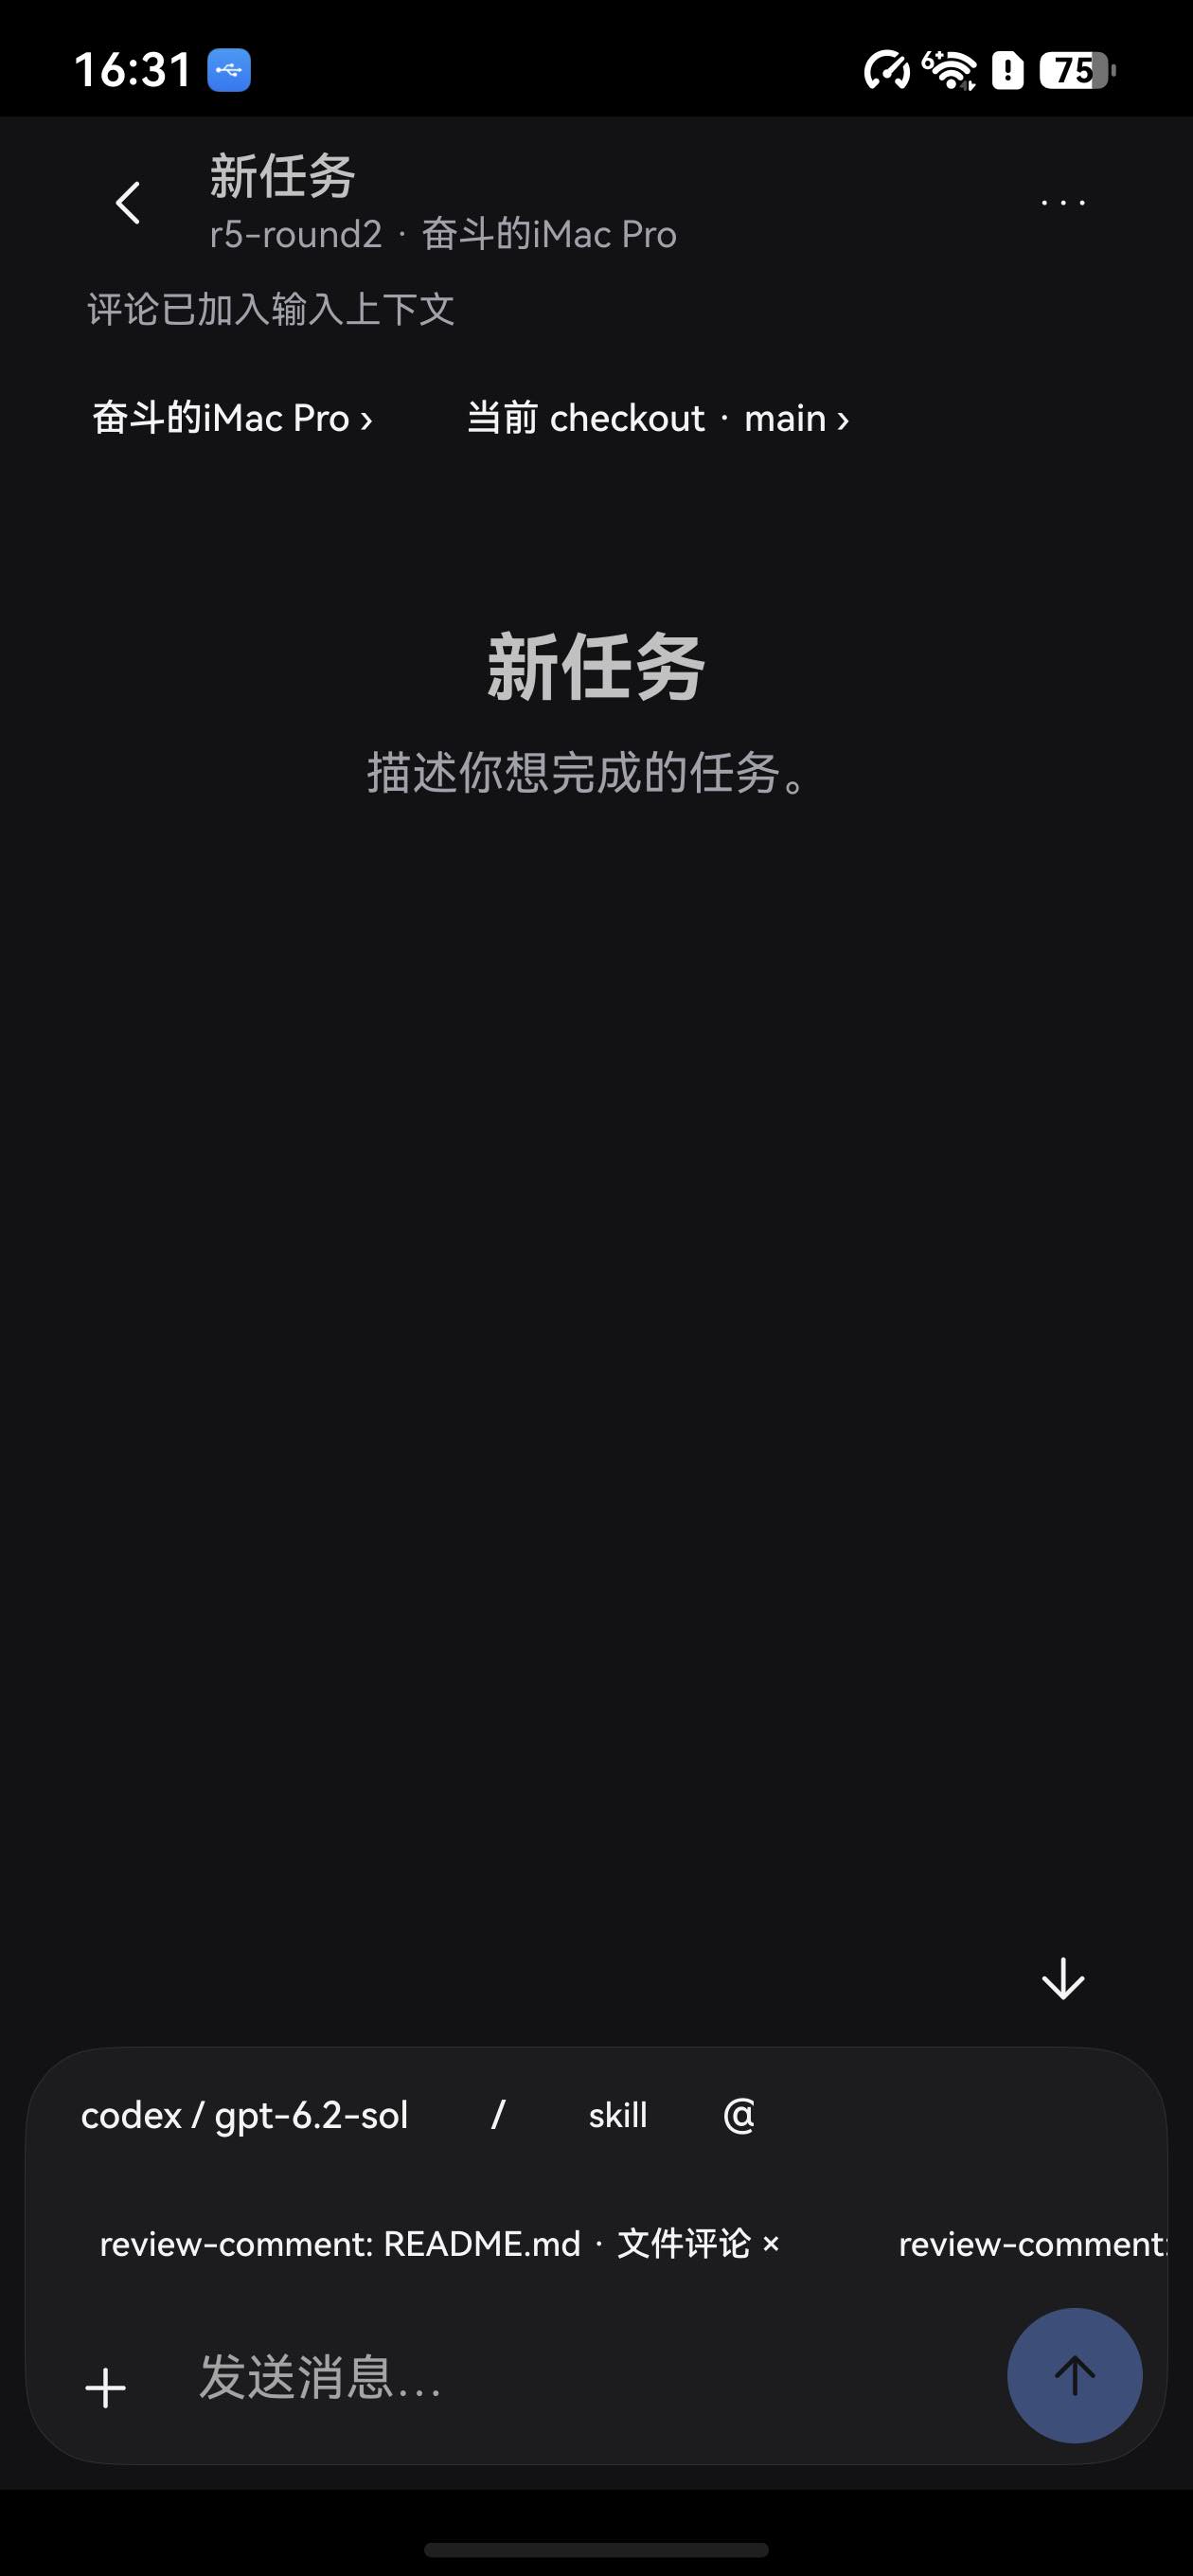 16:31
6+
75
新任务
r5-round2 · 奋斗的iMac Pro
···
评论已加入输入上下文
奋斗的iMac Pro ›
当前 checkout · main ›
新任务
描述你想完成的任务。
codex / gpt-6.2-sol
/
skill
@
review-comment: README.md · 文件评论 ×
review-comment:
发送消息...